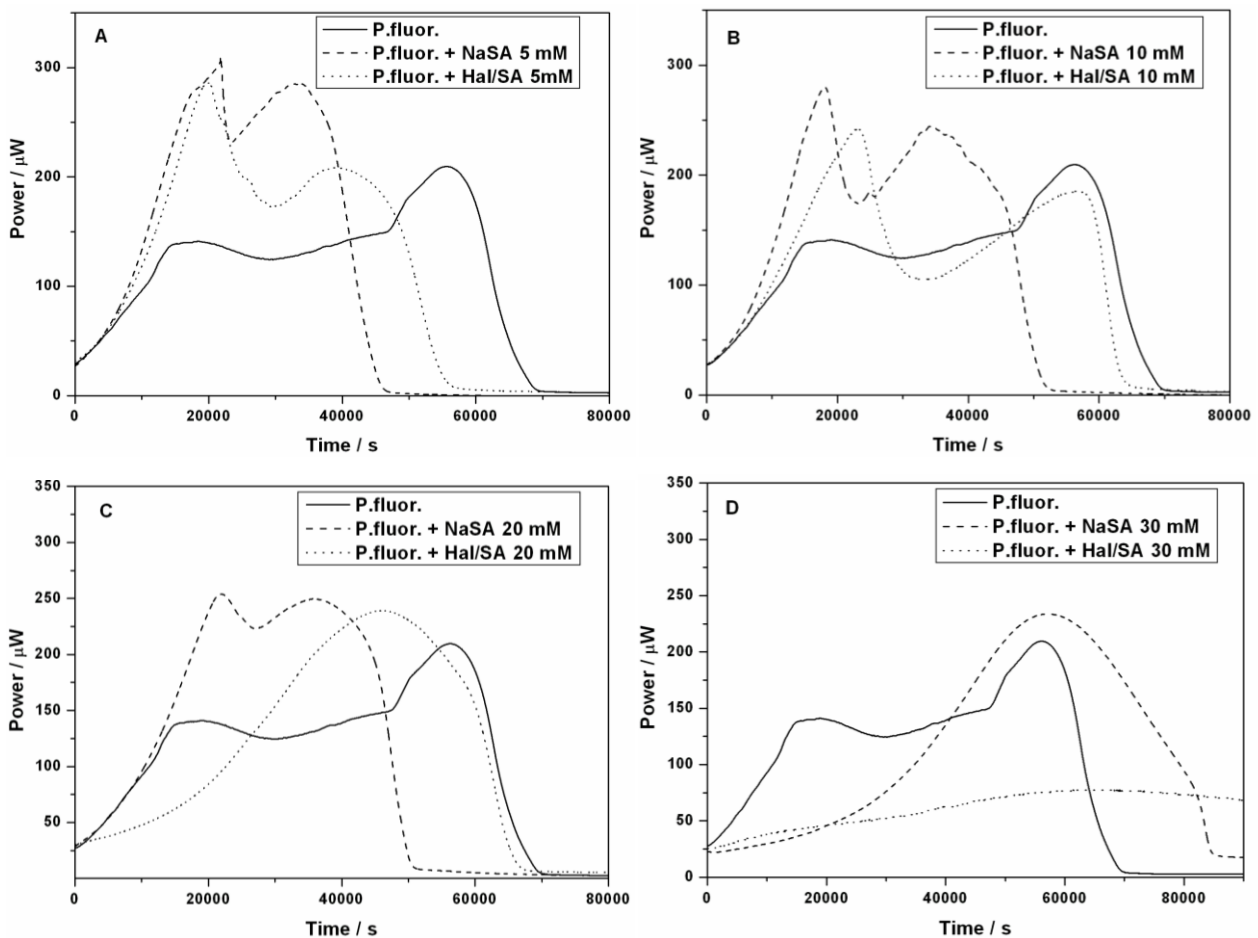 A
P.fluor.
P.fluor. + NaSA 5 mM
P.fluor. + Hal/SA 5mM
300
200
100
0
Power / μW
0 20000 40000 60000 80000
Time / s
B
P.fluor.
P.fluor. + NaSA 10 mM
P.fluor. + Hal/SA 10 mM
300
200
100
0
Power / μW
0 20000 40000 60000 80000
Time / s
C
P.fluor.
P.fluor. + NaSA 20 mM
P.fluor. + Hal/SA 20 mM
350
300
250
200
150
100
50
Power / μW
0 20000 40000 60000 80000
Time / s
D
P.fluor.
P.fluor. + NaSA 30 mM
P.fluor. + Hal/SA 30 mM
350
300
250
200
150
100
50
0
Power / μW
0 20000 40000 60000 80000
Time / s